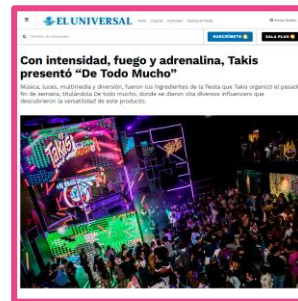 EL UNIVERSAL
SUSCRÍBETE
SALA PLUS
Con intensidad, fuego y adrenalina, Takis
presentó “De Todo Mucho”
Música, luces, multimedia y diversión, fueron los ingredientes de la fiesta que Takis organizó el pasado
fin de semana, titulándola De todo mucho, donde se dieron cita diversos influencers que
descubrieron la versatilidad de este producto.
Takis